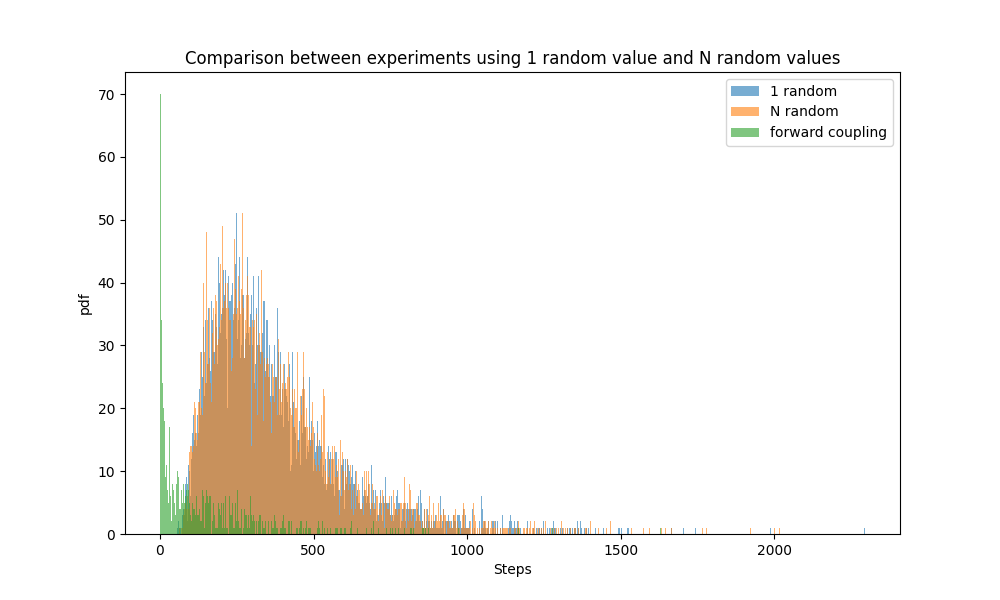 Comparison between experiments using 1 random value and N random values
1 random
N random
forward coupling
70
60
50
40
30
20
10
0
pdf
0 500 1000 1500 2000
Steps